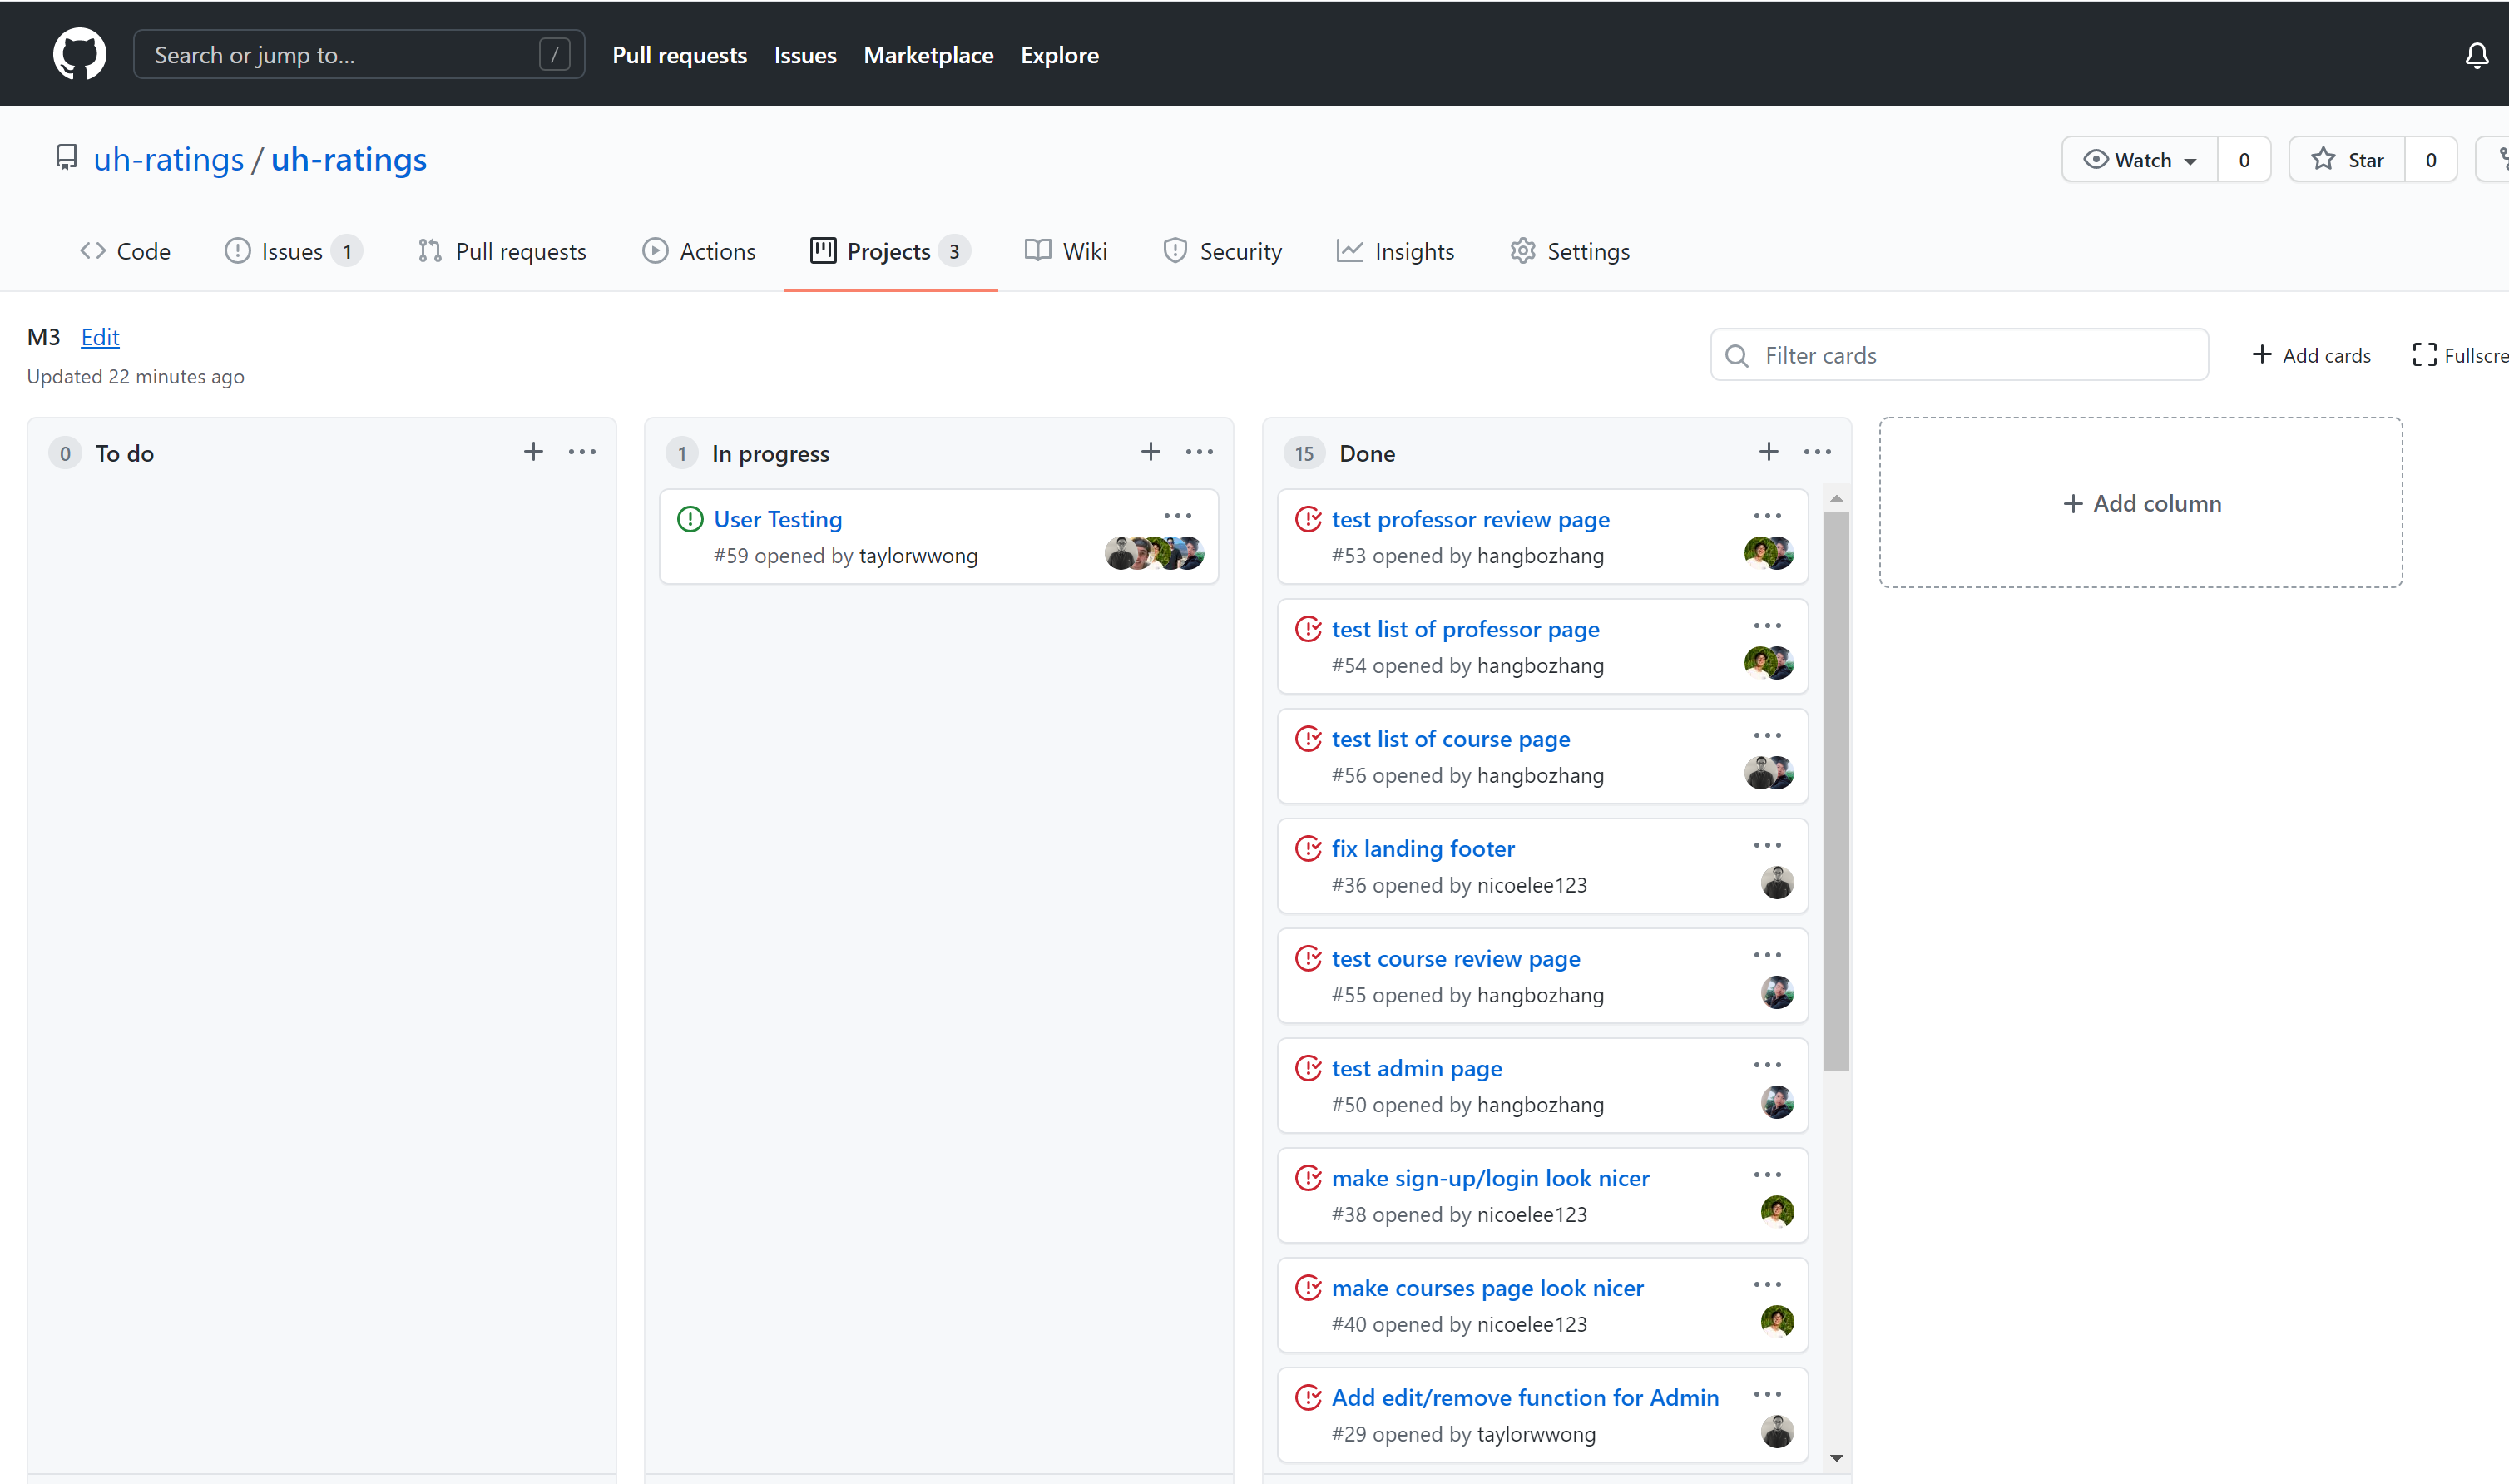 Search or jump to... /
Pull requests Issues Marketplace Explore
uh-ratings / uh-ratings
Watch 0
Star 0
Code
Issues 1
Pull requests
Actions
Projects 3
Wiki
Security
Insights
Settings
M3 Edit
Updated 22 minutes ago
Filter cards
Add cards
Fullscre
0 To do
1 In progress
User Testing
#59 opened by taylorwwong
15 Done
test professor review page
#53 opened by hangbozhang
test list of professor page
#54 opened by hangbozhang
test list of course page
#56 opened by hangbozhang
fix landing footer
#36 opened by nicoelee123
test course review page
#55 opened by hangbozhang
test admin page
#50 opened by hangbozhang
make sign-up/login look nicer
#38 opened by nicoelee123
make courses page look nicer
#40 opened by nicoelee123
Add edit/remove function for Admin
#29 opened by taylorwwong
Add column